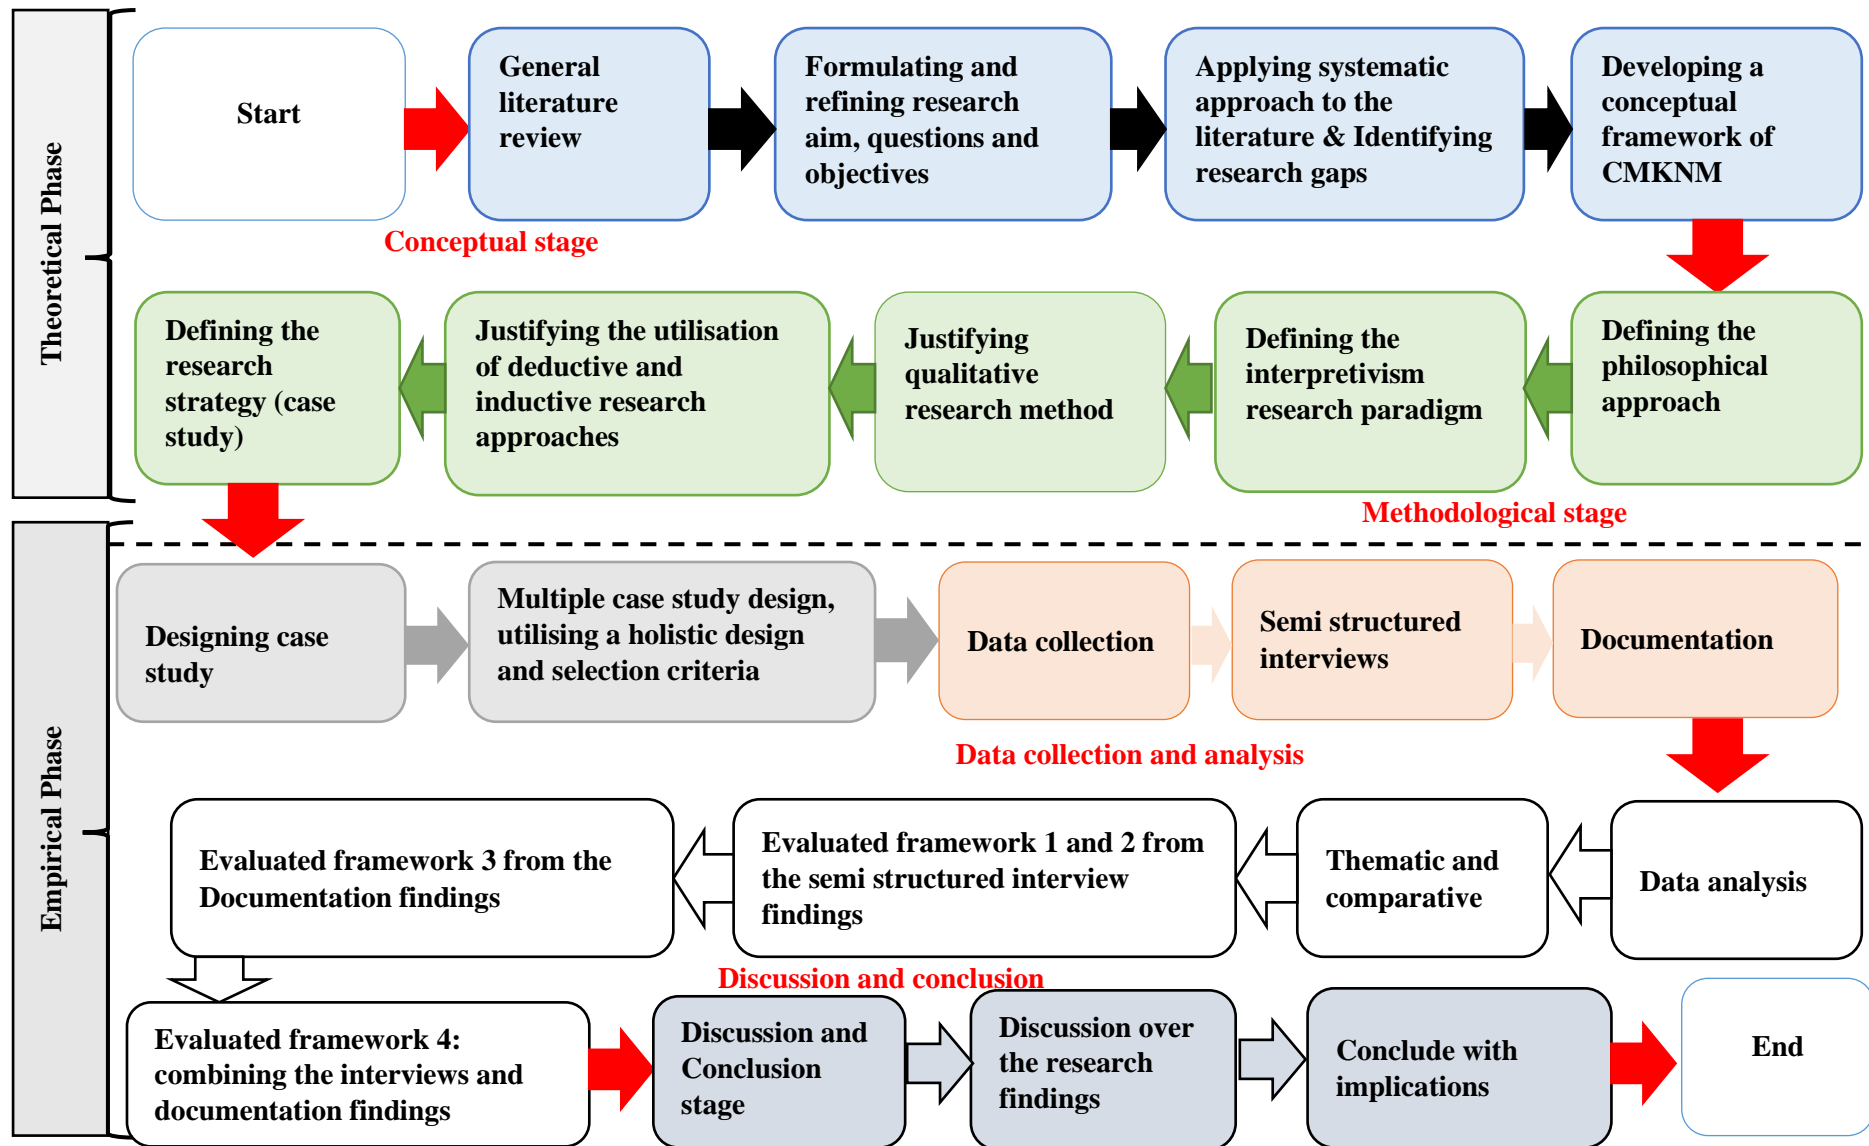 Theoretical Phase
Start
General
literature
review
Formulating and
refining research
aim, questions and
objectives
Applying systematic
approach to the
literature & Identifying
research gaps
Developing a
conceptual
framework of
CMKNM
Conceptual stage
Defining the
research
strategy (case
study)
Justifying the utilisation
of deductive and
inductive research
approaches
Justifying
qualitative
research method
Defining the
interpretivism
research paradigm
Defining the
philosophical
approach
Methodological stage
Empirical Phase
Designing case
study
Multiple case study design,
utilising a holistic design
and selection criteria
Data collection
Semi structured
interviews
Documentation
Data collection and analysis
Evaluated framework 3 from the
Documentation findings
Evaluated framework 1 and 2 from
the semi structured interview
findings
Thematic and
comparative
Data analysis
Discussion and conclusion
Evaluated framework 4:
combining the interviews and
documentation findings
Discussion and
Conclusion
stage
Discussion over
the research
findings
Conclude with
implications
End